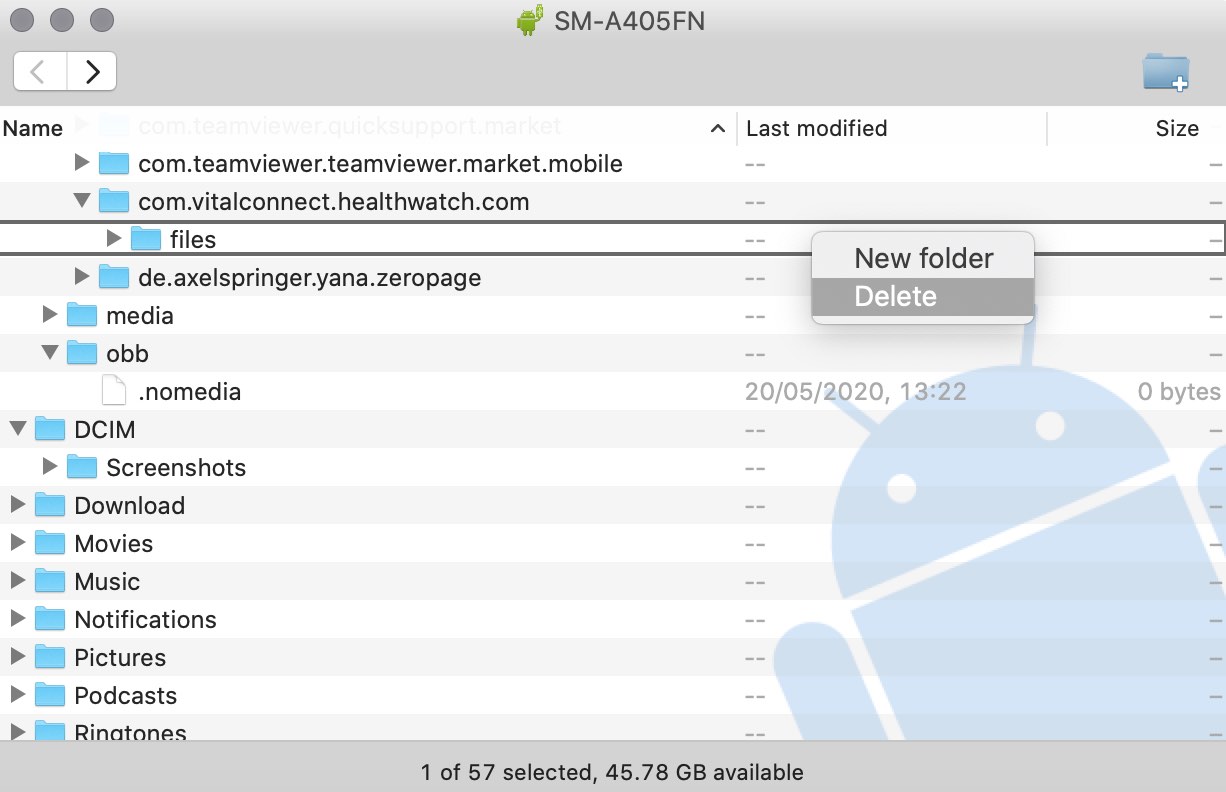 SM-A405FN
Name
Last modified
Size
com.teamviewer.quicksupport.market
com.teamviewer.teamviewer.market.mobile -- --
com.vitalconnect.healthwatch.com -- --
files -- --
New folder
de.axelspringer.yana.zeropage -- --
Delete
media -- --
obb -- --
.nomedia 20/05/2020, 13:22 0 bytes
DCIM -- --
Screenshots -- --
Download -- --
Movies -- --
Music -- --
Notifications -- --
Pictures -- --
Podcasts -- --
Ringtones -- --
1 of 57 selected, 45.78 GB available